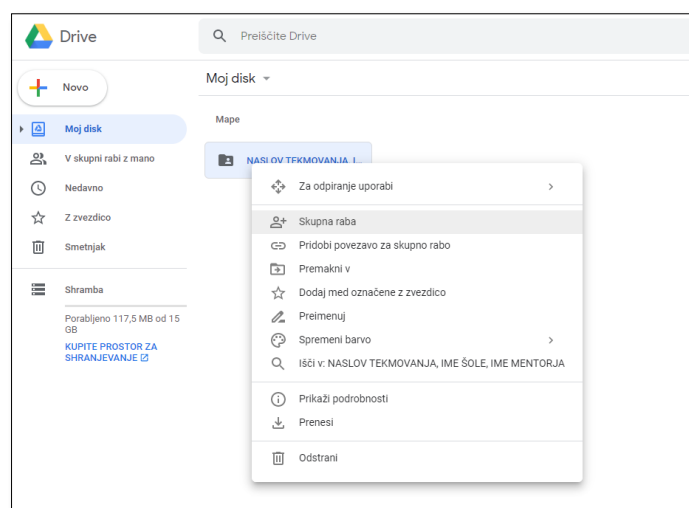 Drive
Preiščite Drive
Novo
Moj disk
Moj disk
V skupni rabi z mano
Nedavno
Z zvezdico
Smetnjak
Shramba
Porabljeno 117,5 MB od 15
GB
KUPITE PROSTOR ZA
SHRANJEVANJE
Mape
NASLOV TEKMOVANJA, I...
Za odpiranje uporabi
Skupna raba
Pridobi povezavo za skupno rabo
Premakni v
Dodaj med označene z zvezdico
Preimenuj
Spremeni barvo
Išči v: NASLOV TEKMOVANJA, IME ŠOLE, IME MENTORJA
Prikaži podrobnosti
Prenesi
Odstrani